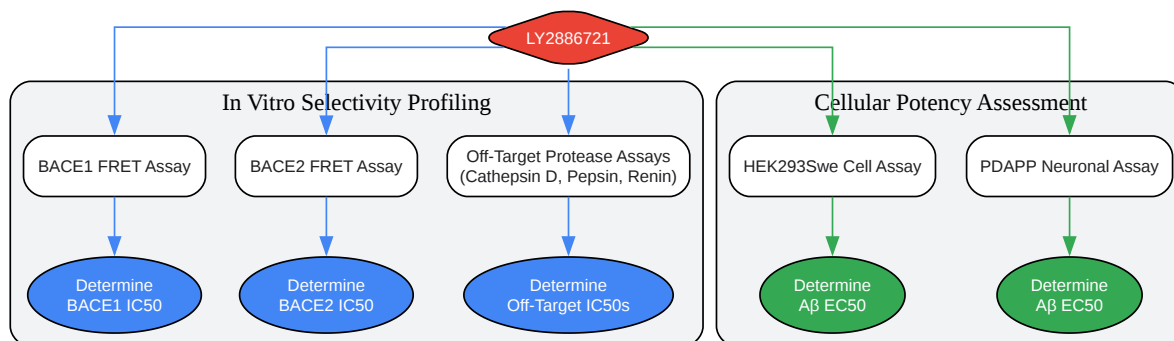 LY2886721
In Vitro Selectivity Profiling
Cellular Potency Assessment
BACE1 FRET Assay
BACE2 FRET Assay
Off-Target Protease Assays
(Cathepsin D, Pepsin, Renin)
HEK293Swe Cell Assay
PDAPP Neuronal Assay
Determine
BACE1 IC50
Determine
BACE2 IC50
Determine
Off-Target IC50s
Determine
Aβ EC50
Determine
Aβ EC50